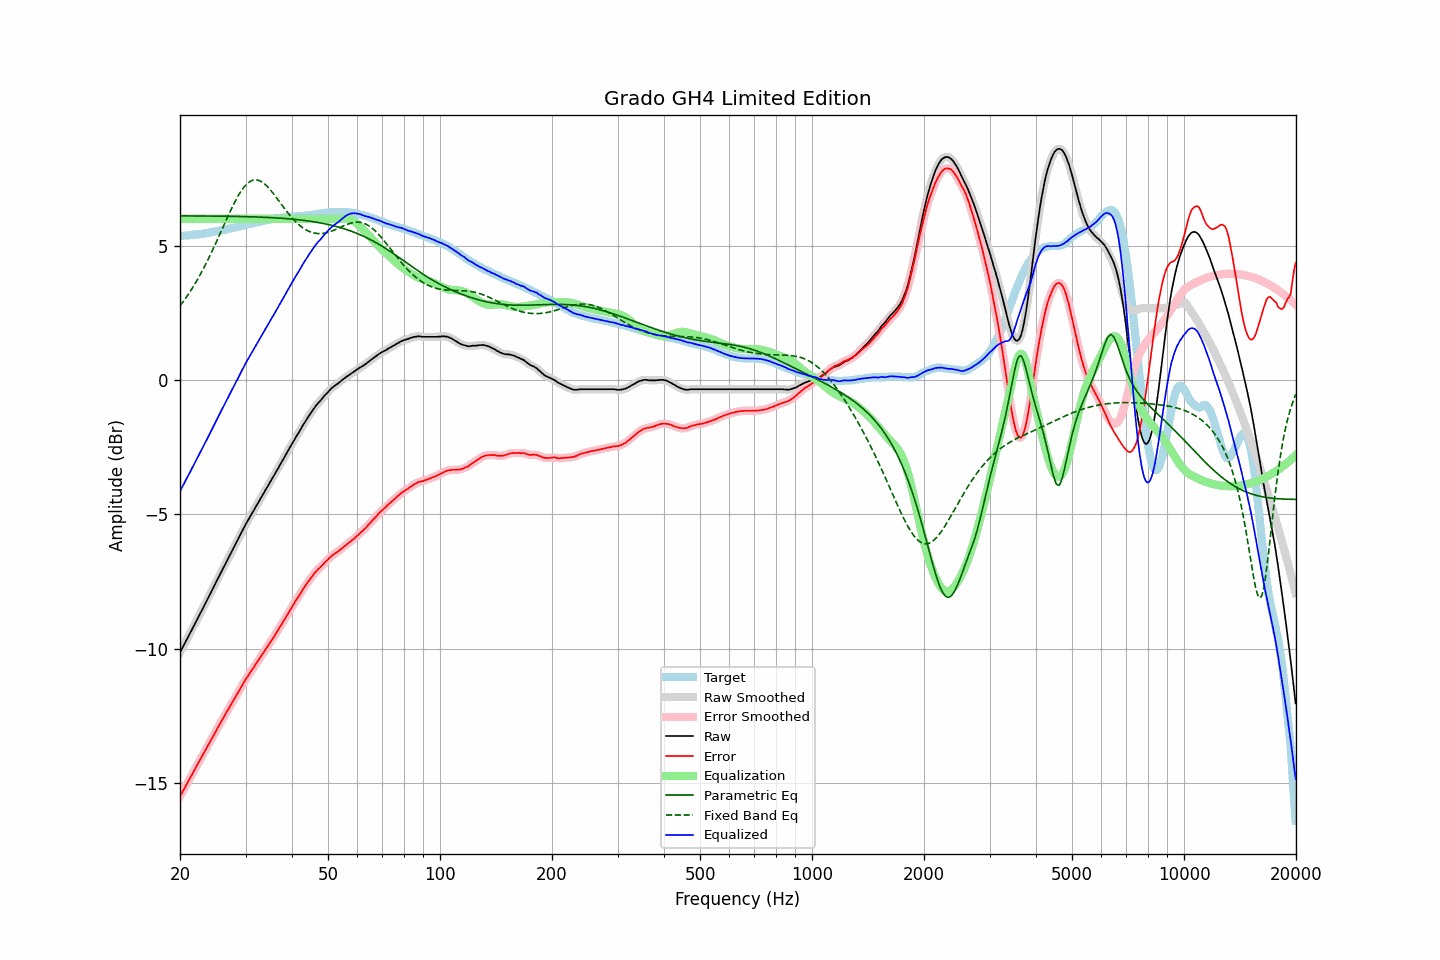 Grado GH4 Limited Edition
Amplitude (dBr)
5
0
−5
−10
−15
20
50
100
200
500
1000
2000
5000
10000
20000
Frequency (Hz)
Target
Raw Smoothed
Error Smoothed
Raw
Error
Equalization
Parametric Eq
Fixed Band Eq
Equalized